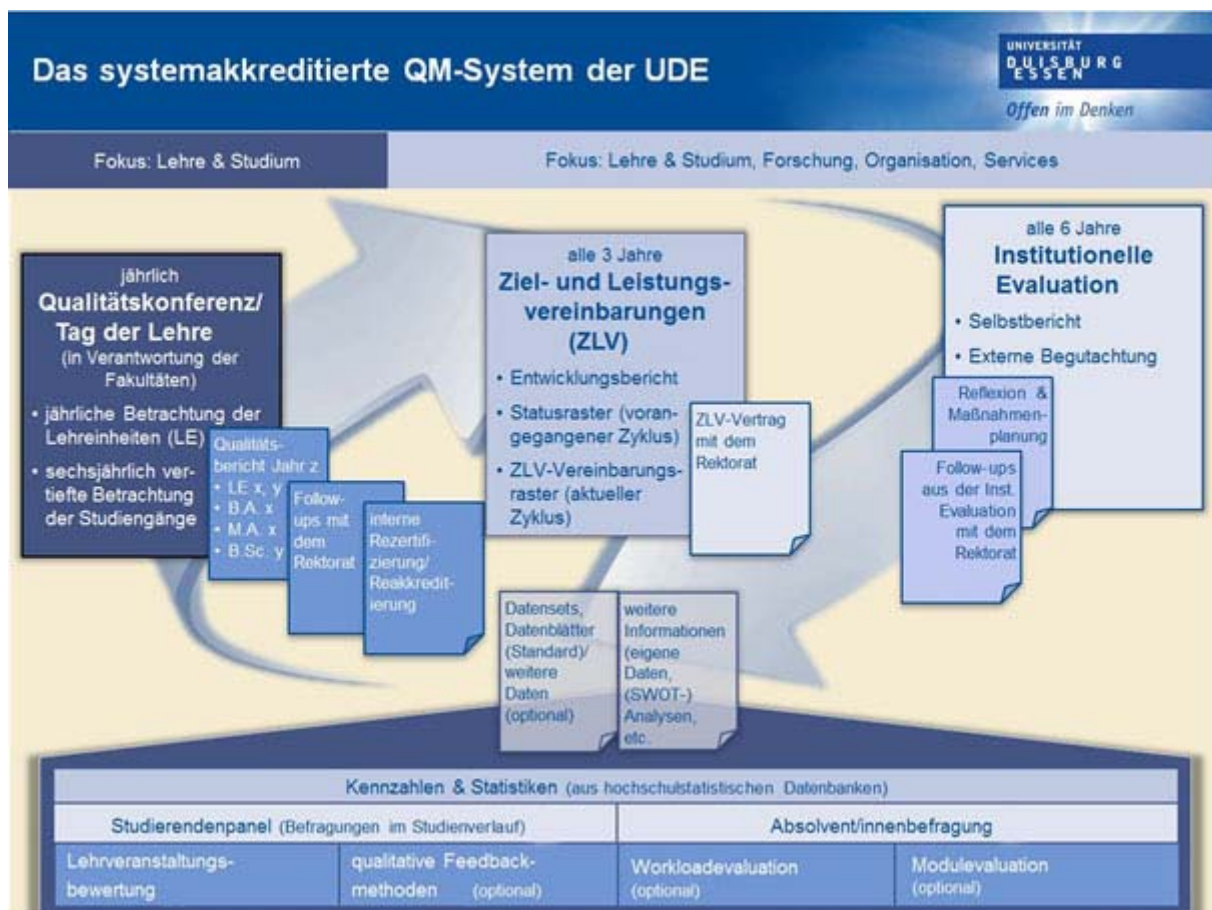 Das systemakkreditierte QM-System der UDE
UNIVERSITÄT
DUISBURG
ESSEN
Offen im Denken
Fokus: Lehre & Studium
Fokus: Lehre & Studium, Forschung, Organisation, Services
jährlich
Qualitätskonferenz/
Tag der Lehre
(in Verantwortung der
Fakultäten)
• jährliche Betrachtung der
Lehreinheiten (LE)
• sechsjährlich ver-
tiefte Betrachtung
der Studiengänge
Qualitäts-
bericht Jahr z
• LE x, y
• B.A. x
• M.A. x
• B.Sc. y
Follow-
ups mit
dem
Rektorat
interne
Rezertifi-
zierung/
Reakkredit-
ierung
alle 3 Jahre
Ziel- und Leistungs-
vereinbarungen
(ZLV)
• Entwicklungsbericht
• Statusraster (voran-
gegangener Zyklus)
• ZLV-Vereinbarungs-
raster (aktueller
Zyklus)
ZLV-Vertrag
mit dem
Rektorat
alle 6 Jahre
Institutionelle
Evaluation
• Selbstbericht
• Externe Begutachtung
Reflexion &
Maßnahmen-
planung
Follow-ups
aus der Inst.
Evaluation
mit dem
Rektorat
Datensets,
Datenblätter
(Standard)/
weitere
Daten
(optional)
weitere
Informationen
(eigene
Daten,
(SWOT-)
Analysen,
etc.
Kennzahlen & Statistiken (aus hochschulstatistischen Datenbanken)
Studierendenpanel (Befragungen im Studienverlauf)
Absolvent/innenbefragung
Lehrveranstaltungs-
bewertung
qualitative Feedback-
methoden (optional)
Workloadevaluation
(optional)
Modulevaluation
(optional)